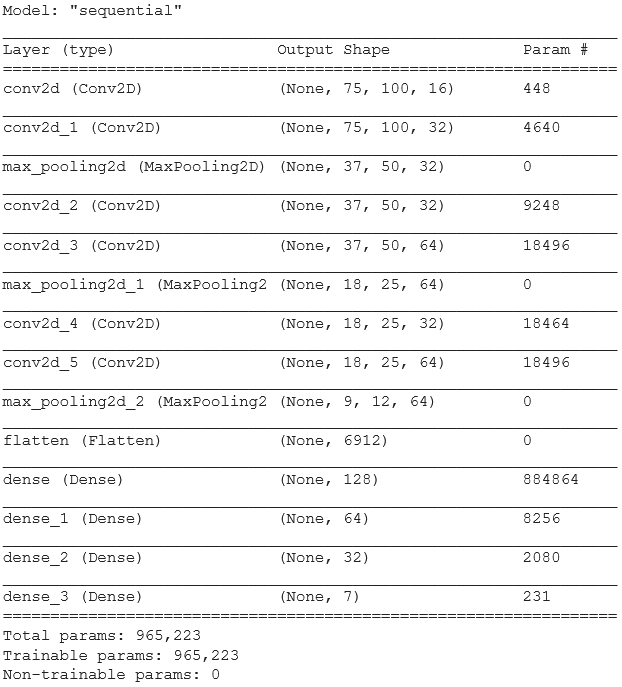 Model: "sequential"
_________________________________________________________________
Layer (type)                 Output Shape              Param #
=================================================================
conv2d (Conv2D)              (None, 75, 100, 16)       448
_________________________________________________________________
conv2d_1 (Conv2D)            (None, 75, 100, 32)       4640
_________________________________________________________________
max_pooling2d (MaxPooling2D) (None, 37, 50, 32)        0
_________________________________________________________________
conv2d_2 (Conv2D)            (None, 37, 50, 32)        9248
_________________________________________________________________
conv2d_3 (Conv2D)            (None, 37, 50, 64)        18496
_________________________________________________________________
max_pooling2d_1 (MaxPooling2 (None, 18, 25, 64)        0
_________________________________________________________________
conv2d_4 (Conv2D)            (None, 18, 25, 32)        18464
_________________________________________________________________
conv2d_5 (Conv2D)            (None, 18, 25, 64)        18496
_________________________________________________________________
max_pooling2d_2 (MaxPooling2 (None, 9, 12, 64)         0
_________________________________________________________________
flatten (Flatten)            (None, 6912)              0
_________________________________________________________________
dense (Dense)                (None, 128)               884864
_________________________________________________________________
dense_1 (Dense)              (None, 64)                8256
_________________________________________________________________
dense_2 (Dense)              (None, 32)                2080
_________________________________________________________________
dense_3 (Dense)              (None, 7)                 231
=================================================================
Total params: 965,223
Trainable params: 965,223
Non-trainable params: 0